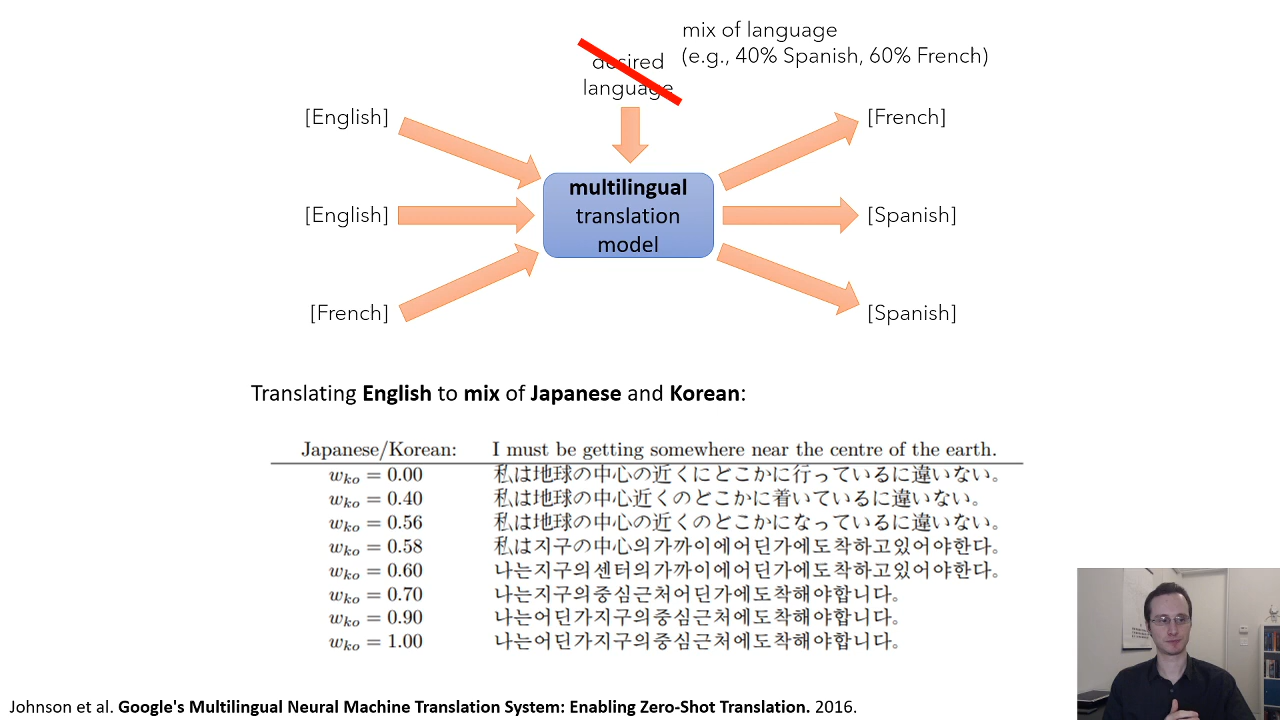 mix of language
(e.g., 40% Spanish, 60% French)
desired
language
[English]
[French]
[English]
multilingual
translation
model
[Spanish]
[French]
[Spanish]
Translating English to mix of Japanese and Korean:
Japanese/Korean: I must be getting somewhere near the centre of the earth.
wko = 0.00 私は地球の中心の近くにどこかに行っているに違いない。
wko = 0.40 私は地球の中心近くのどこかに着いているに違いない。
wko = 0.56 私は地球の中心の近くのどこかになっているに違いない。
wko = 0.58 私は지구の中心의가까이에어딘가에도착하고있어야한다。
wko = 0.60 나는지구의센터의가까이에어딘가에도착하고있어야한다。
wko = 0.70 나는지구의중심근처어딘가에도착해야합니다。
wko = 0.90 나는어딘가지구의중심근처에도착해야합니다。
wko = 1.00 나는어딘가지구의중심근처에도착해야합니다。
Johnson et al. Google's Multilingual Neural Machine Translation System: Enabling Zero-Shot Translation. 2016.